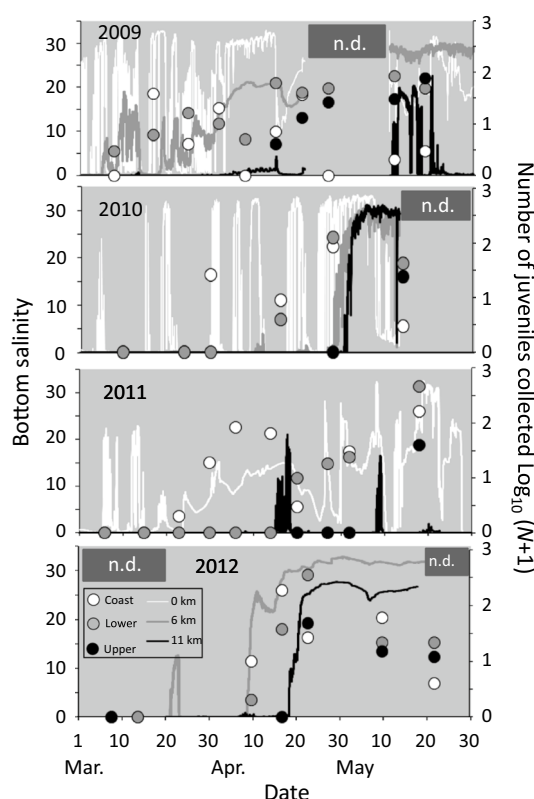 Bottom salinity
Number of juveniles collected Log10 (N+1)
2009
n.d.
30
20
10
0
3
2
1
0
2010
n.d.
30
20
10
0
3
2
1
0
2011
30
20
10
0
3
2
1
0
n.d.
2012
n.d.
Coast
0 km
Lower
6 km
Upper
11 km
30
20
10
0
3
2
1
0
1 10 20 30 10 20 30 10 20 30
Mar. Apr. May
Date